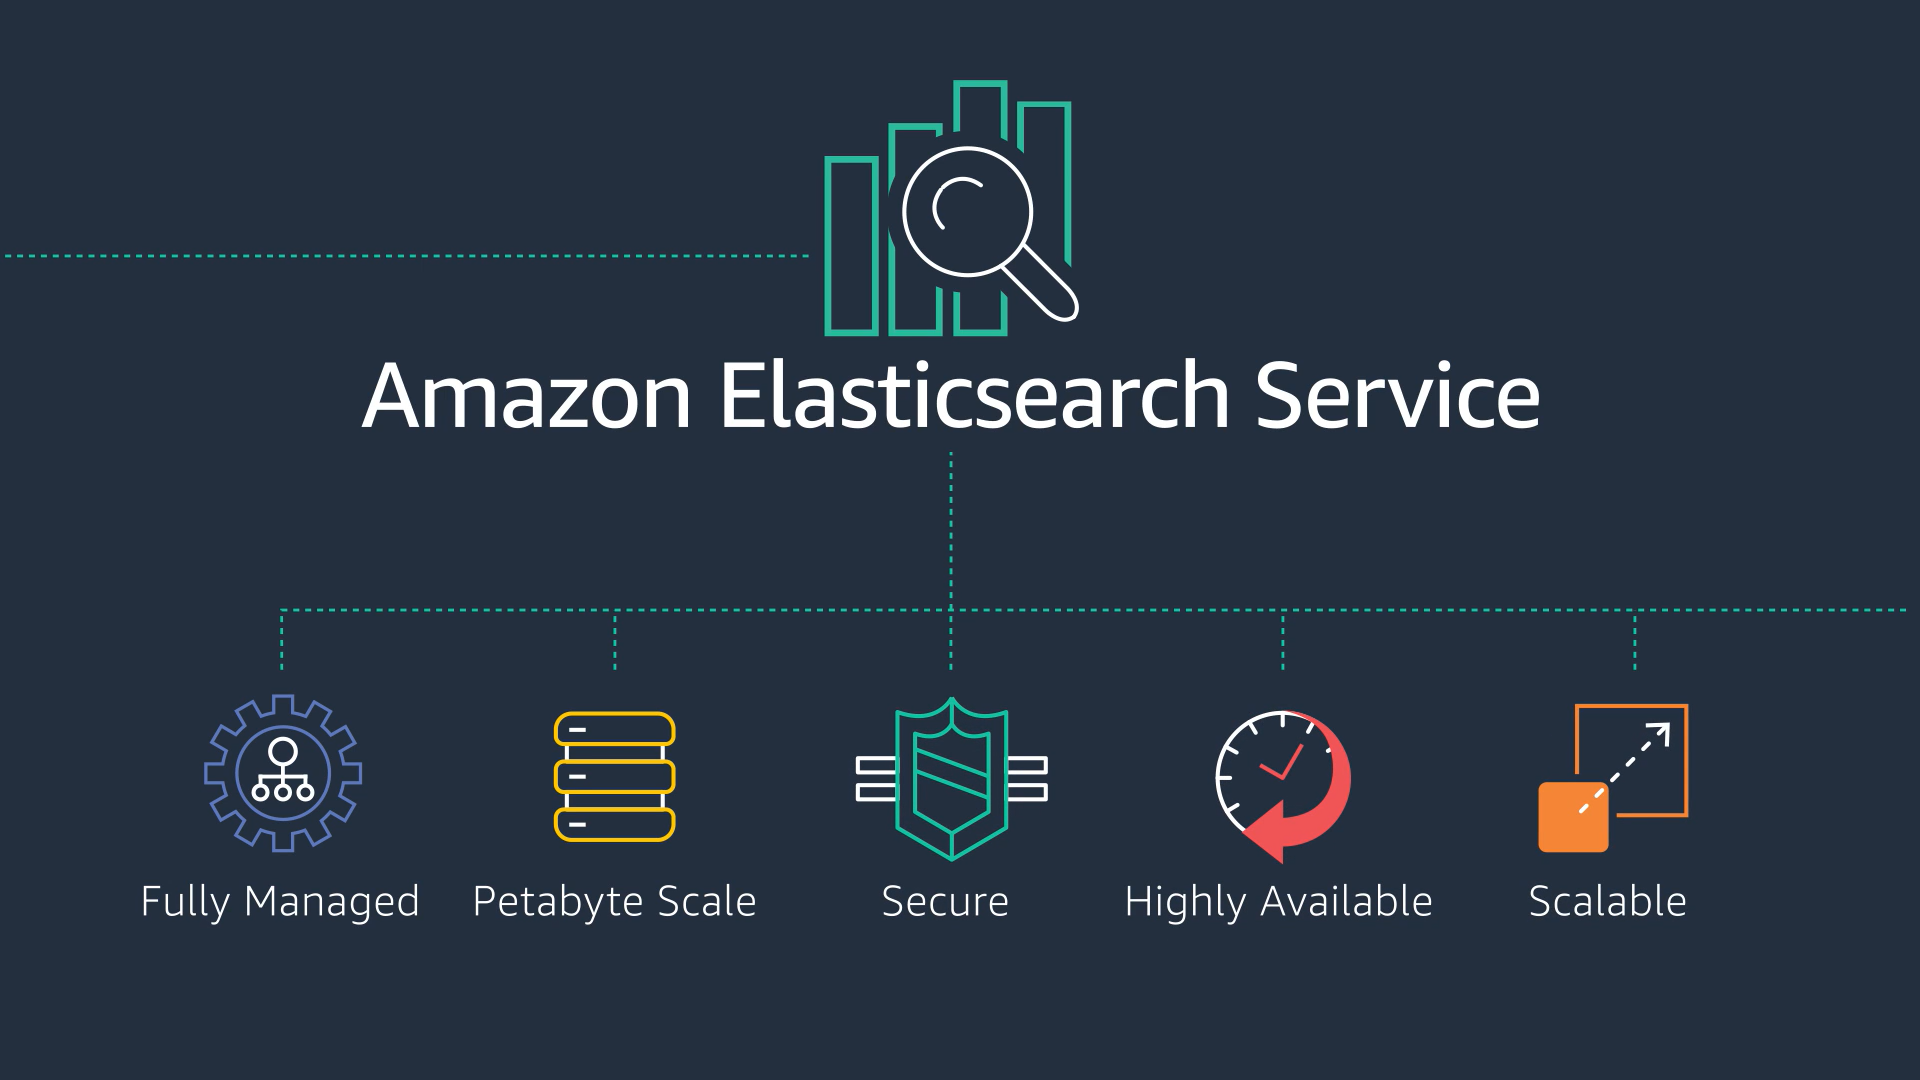 Amazon Elasticsearch Service
Fully Managed
Petabyte Scale
Secure
Highly Available
Scalable